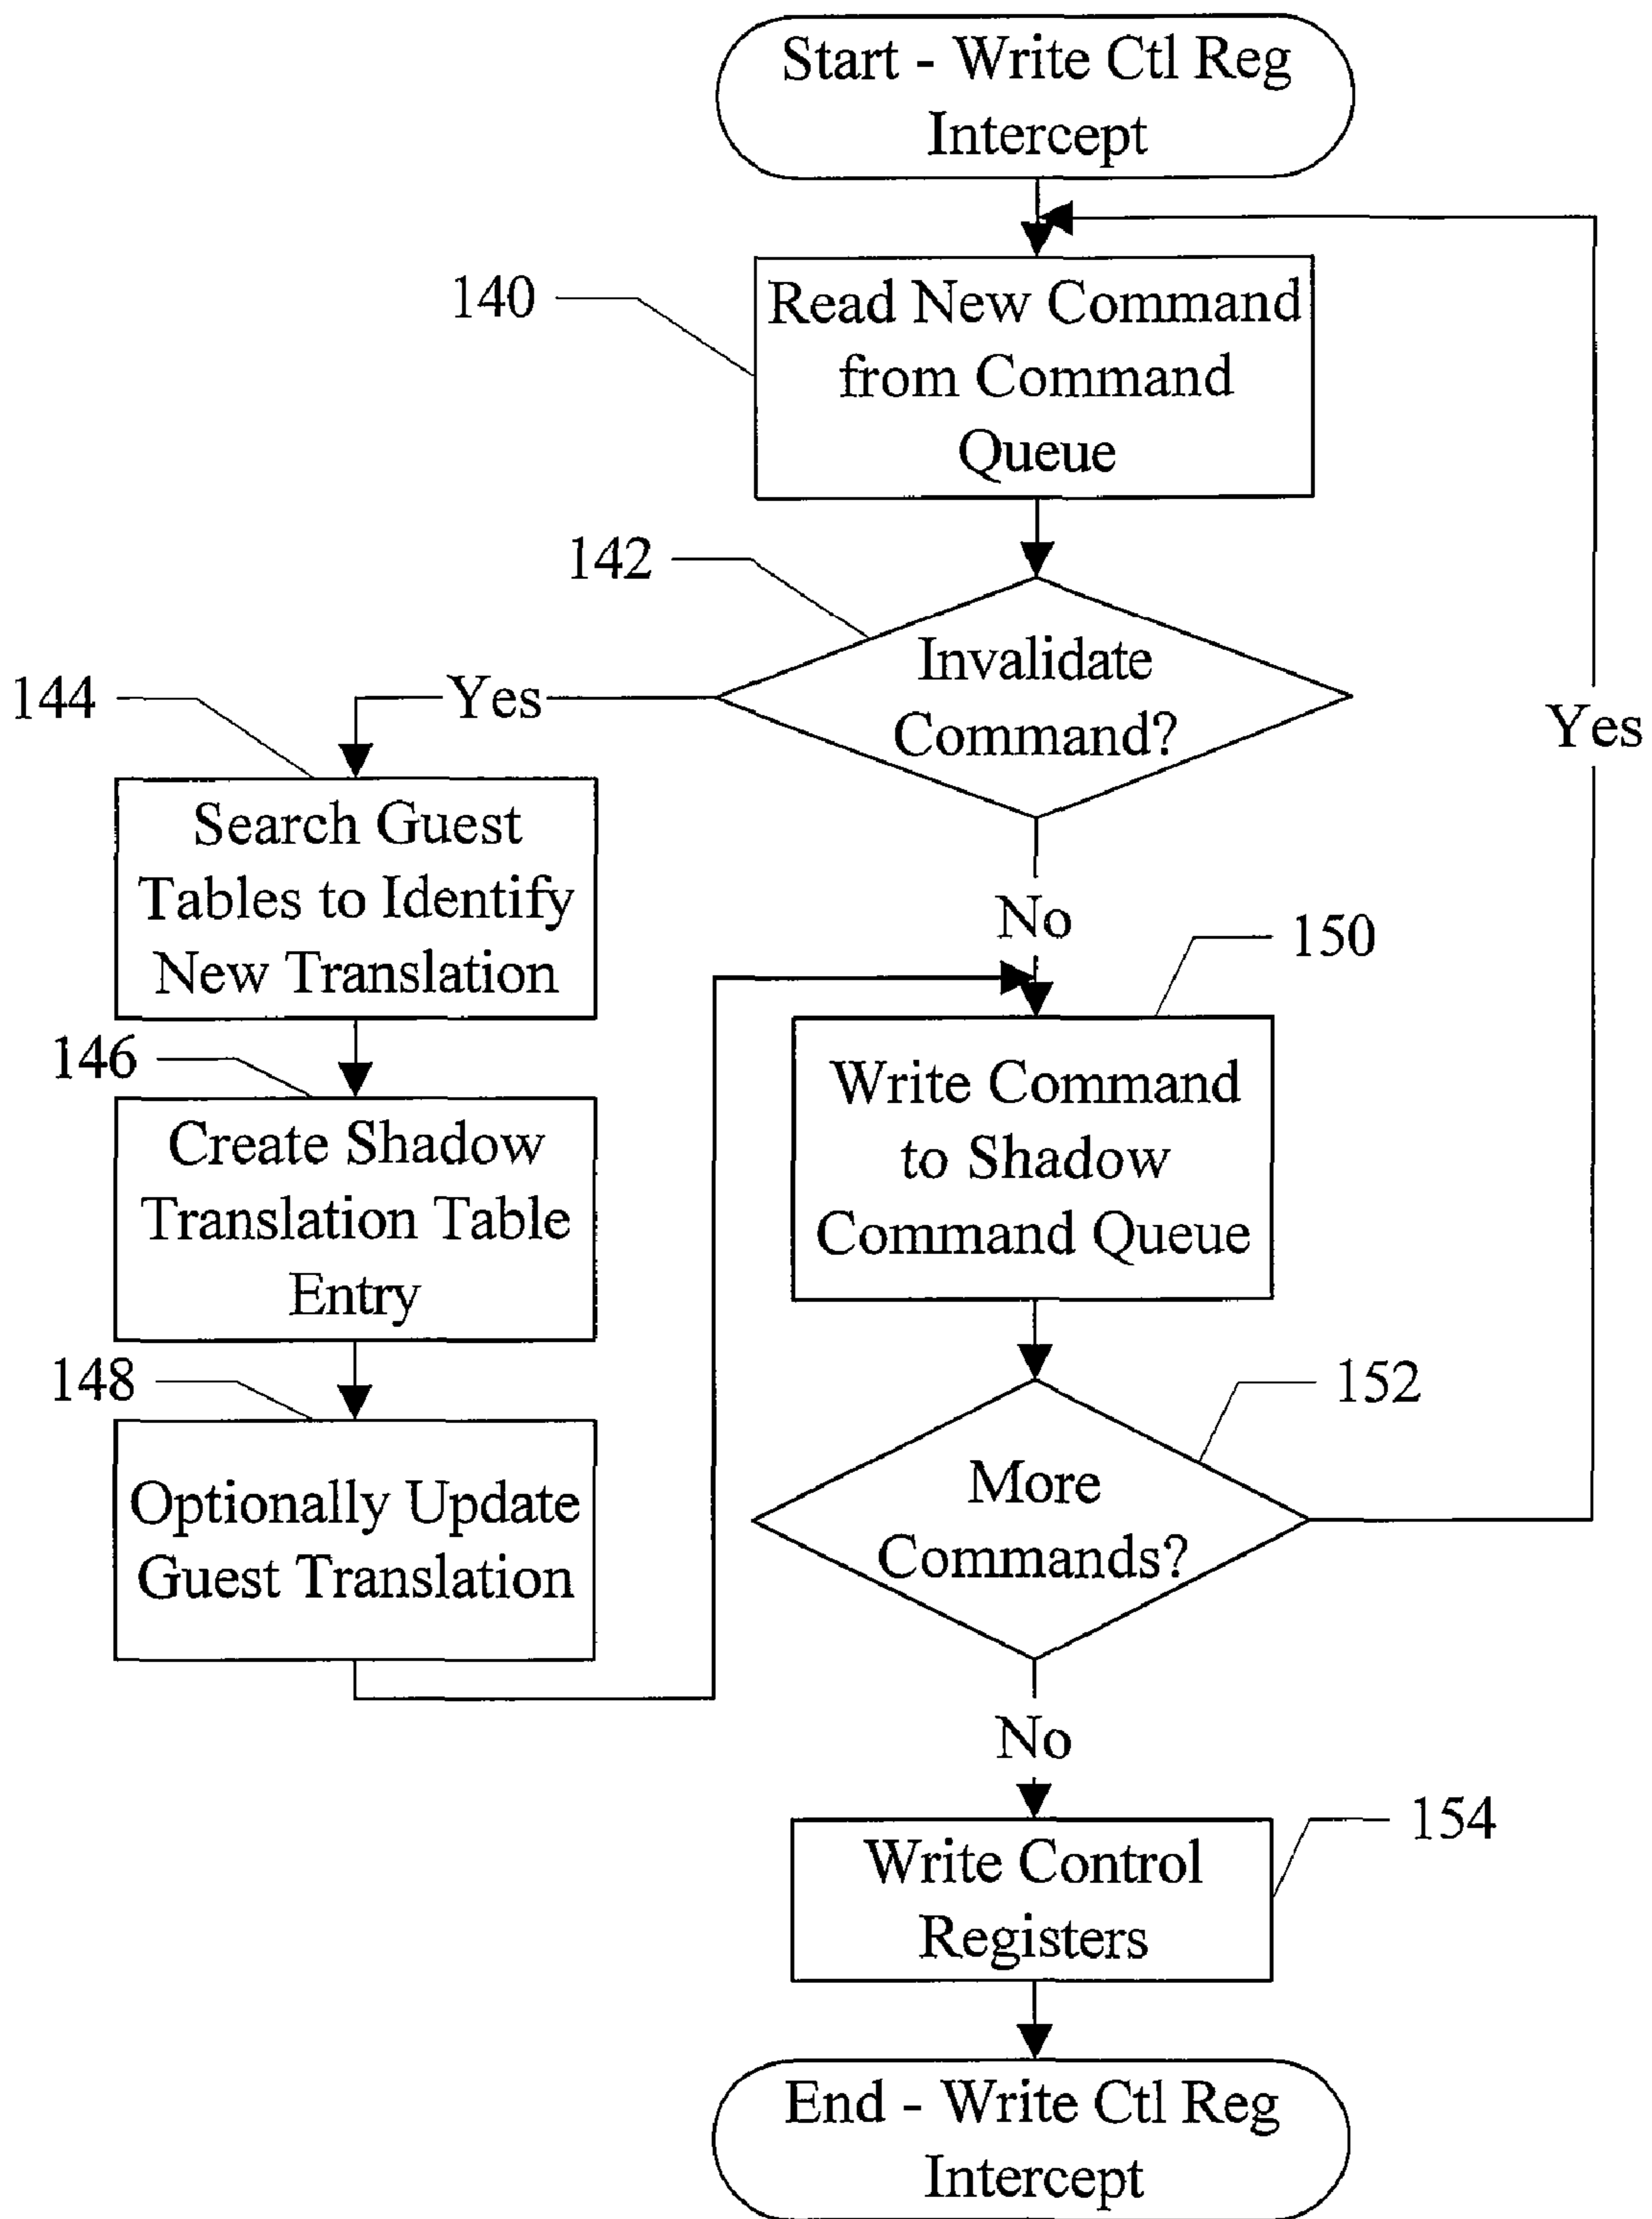 Start - Write Ctl Reg
Intercept
140
Read New Command
from Command
Queue
142
Invalidate
Command?
Yes
144
Yes
Search Guest
Tables to Identify
New Translation
No
150
146
Create Shadow
Translation Table
Entry
Write Command
to Shadow
Command Queue
148
Optionally Update
Guest Translation
152
More
Commands?
No
154
Write Control
Registers
End - Write Ctl Reg
Intercept